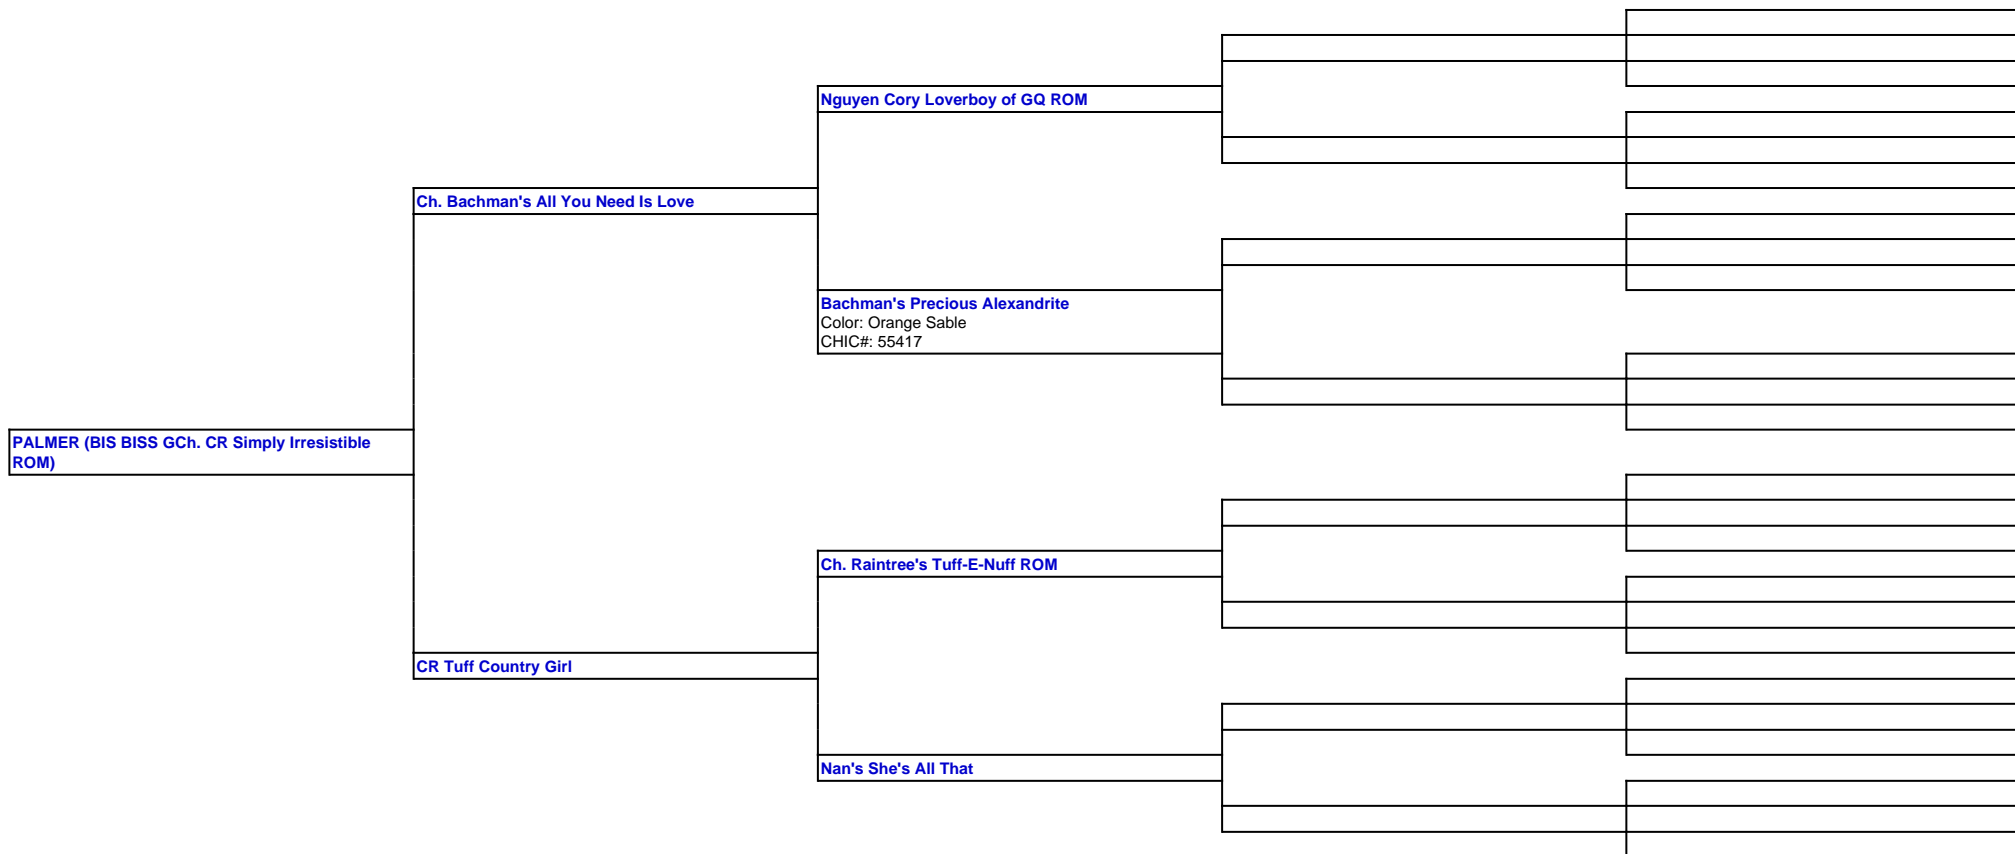 Nguyen Cory Loverboy of GQ ROM
Ch. Bachman's All You Need Is Love
Bachman's Precious Alexandrite
Color: Orange Sable
CHIC#: 55417
PALMER (BIS BISS GCh. CR Simply Irresistible
ROM)
Ch. Raintree's Tuff-E-Nuff ROM
CR Tuff Country Girl
Nan's She's All That